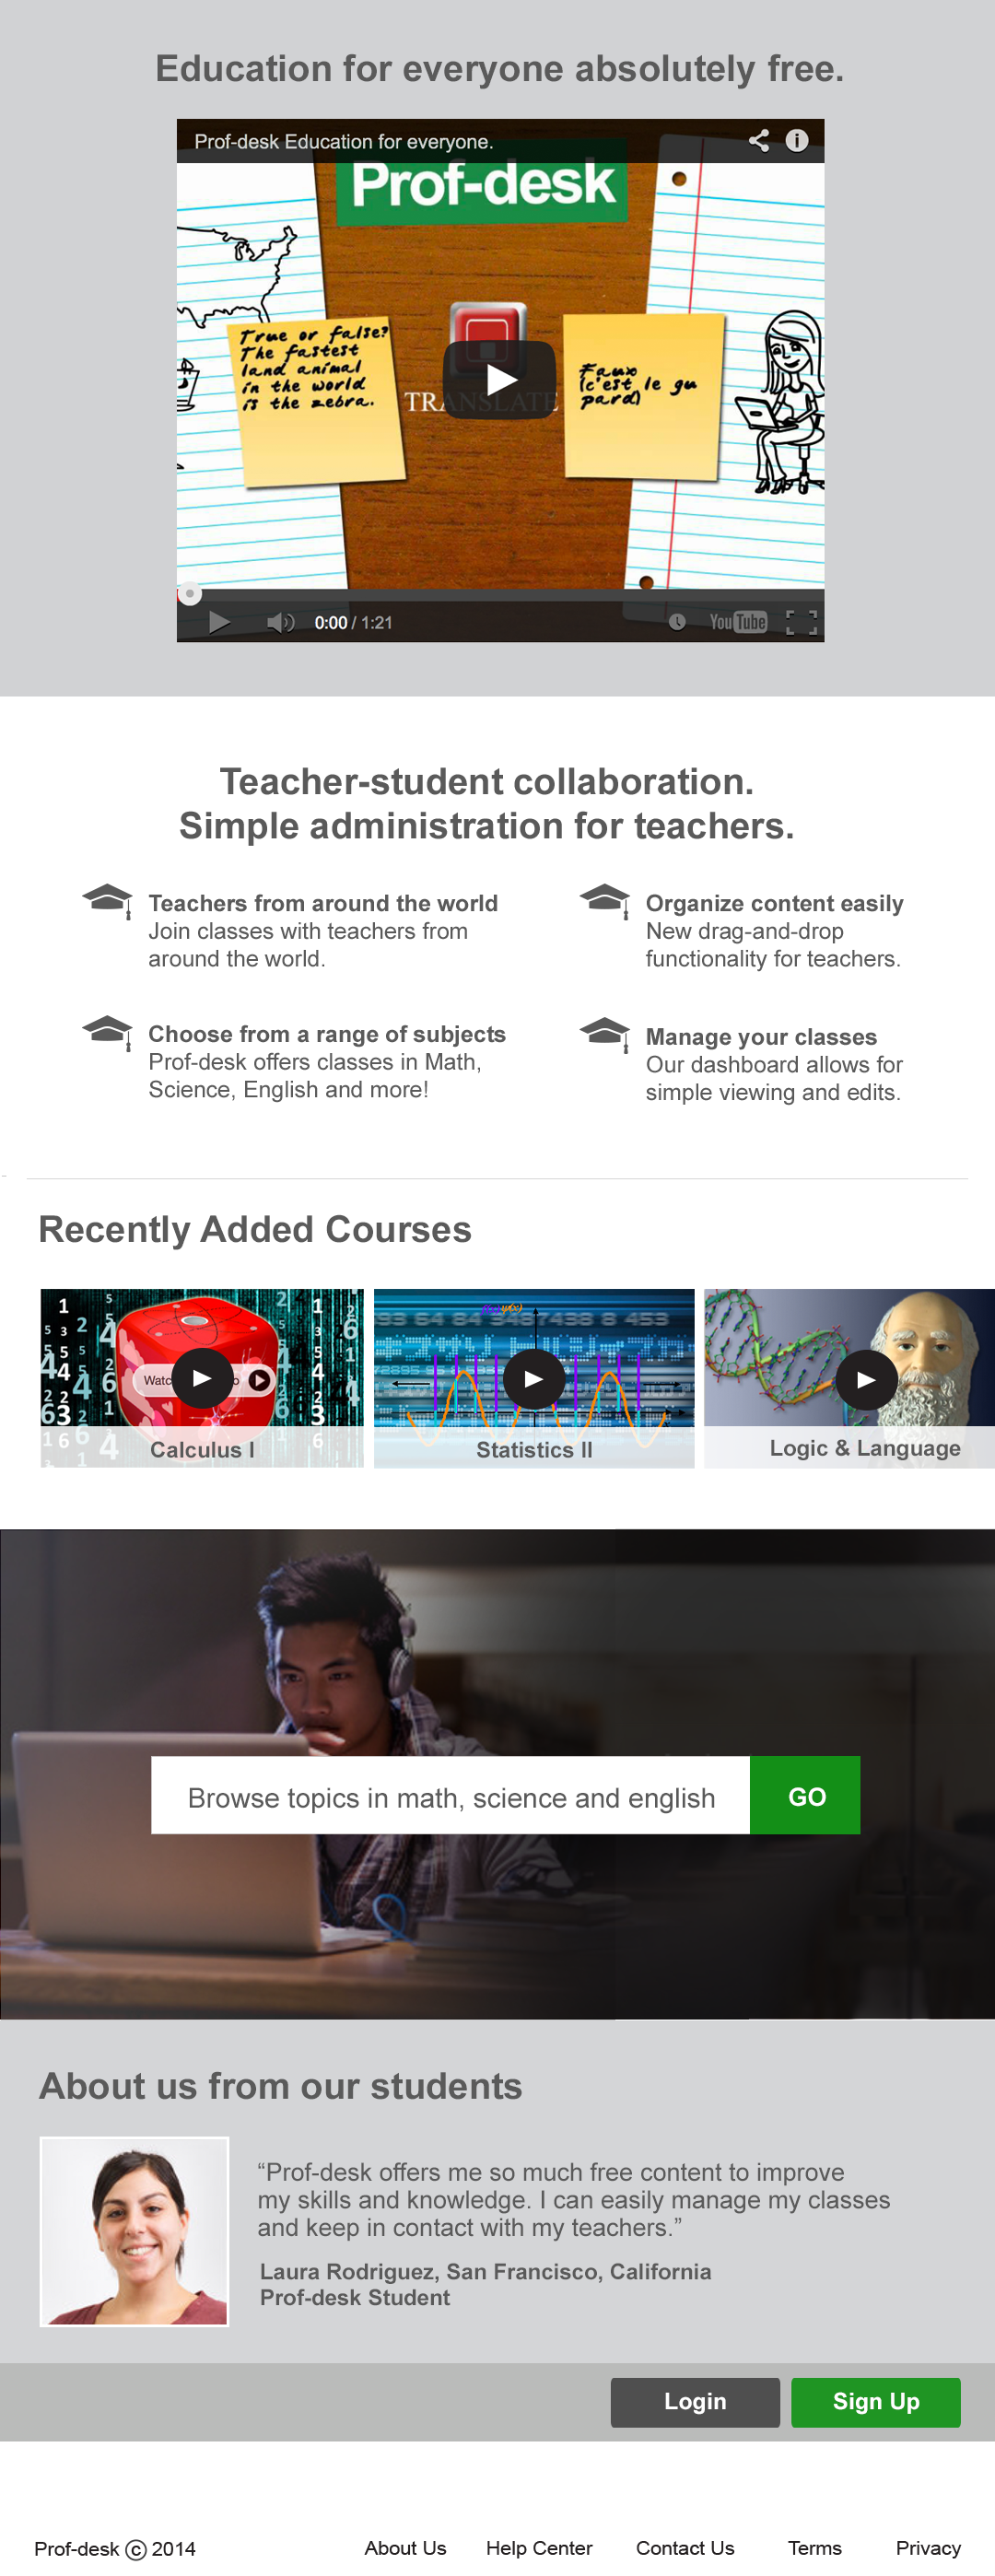 Education for everyone absolutely free.
Prof-desk Education for everyone.
Prof-desk
True or false?
The fastest
land animal
in the world
is the zebra.
TRANSLATE
Faux
(c'est le gu
pard)
0:00 / 1:21
YouTube
Teacher-student collaboration.
Simple administration for teachers.
Teachers from around the world
Join classes with teachers from
around the world.
Organize content easily
New drag-and-drop
functionality for teachers.
Choose from a range of subjects
Prof-desk offers classes in Math,
Science, English and more!
Manage your classes
Our dashboard allows for
simple viewing and edits.
Recently Added Courses
Calculus I
Statistics II
Logic & Language
Browse topics in math, science and english
GO
About us from our students
“Prof-desk offers me so much free content to improve
my skills and knowledge. I can easily manage my classes
and keep in contact with my teachers.”
Laura Rodriguez, San Francisco, California
Prof-desk Student
Login
Sign Up
Prof-desk © 2014
About Us
Help Center
Contact Us
Terms
Privacy